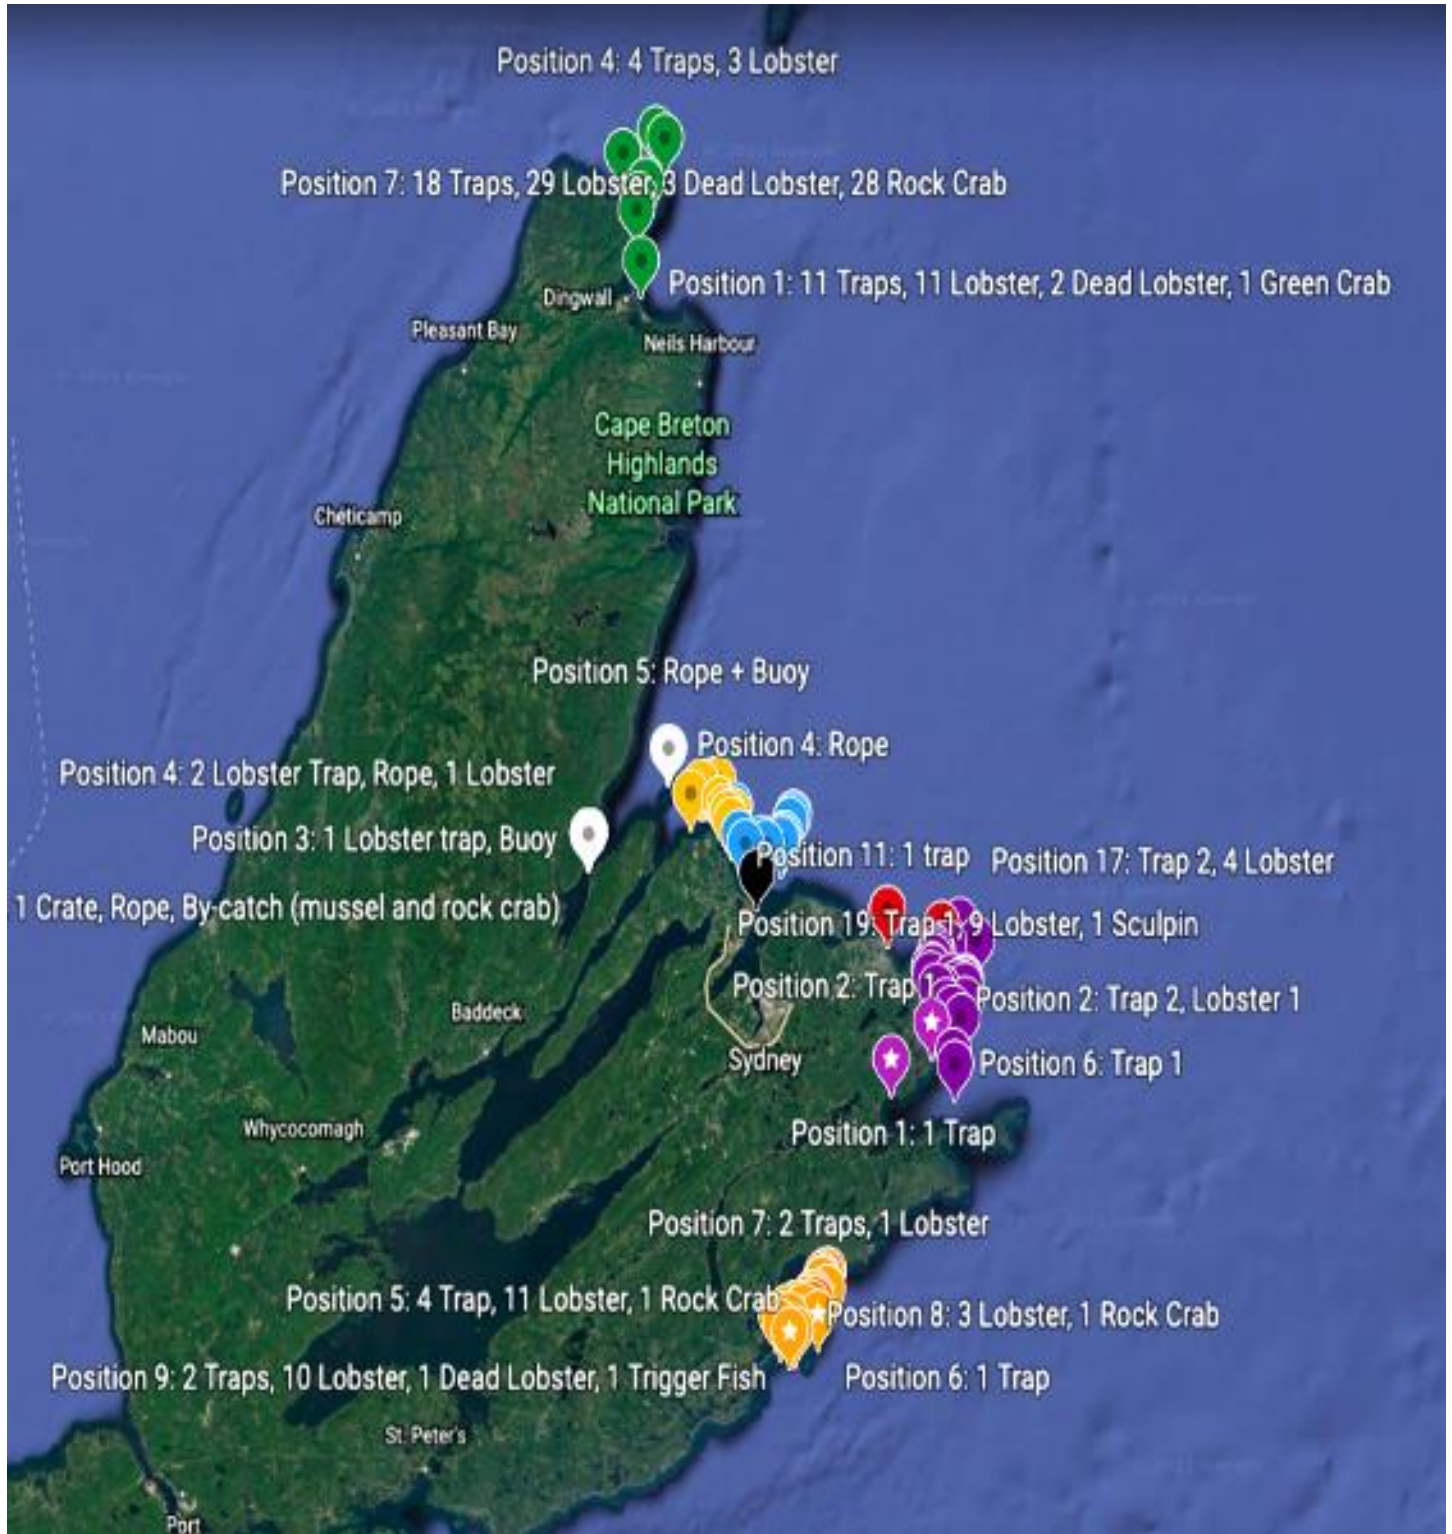 Position 4: 4 Traps, 3 Lobster
Position 7: 18 Traps, 29 Lobster, 3 Dead Lobster, 28 Rock Crab
Position 1: 11 Traps, 11 Lobster, 2 Dead Lobster, 1 Green Crab
Dingwall
Pleasant Bay
Neils Harbour
Cape Breton
Highlands
National Park
Chéticamp
Position 5: Rope + Buoy
Position 4: Rope
Position 4: 2 Lobster Trap, Rope, 1 Lobster
Position 3: 1 Lobster trap, Buoy
Position 11: 1 trap
Position 17: Trap 2, 4 Lobster
1 Crate, Rope, By-catch (mussel and rock crab)
Position 19: Trap 1, 9 Lobster, 1 Sculpin
Position 2: Trap 1
Position 2: Trap 2, Lobster 1
Baddeck
Mabou
Sydney
Position 6: Trap 1
Whycocomagh
Position 1: 1 Trap
Port Hood
Position 7: 2 Traps, 1 Lobster
Position 5: 4 Trap, 11 Lobster, 1 Rock Crab
Position 8: 3 Lobster, 1 Rock Crab
Position 9: 2 Traps, 10 Lobster, 1 Dead Lobster, 1 Trigger Fish
Position 6: 1 Trap
St. Peter's
Port